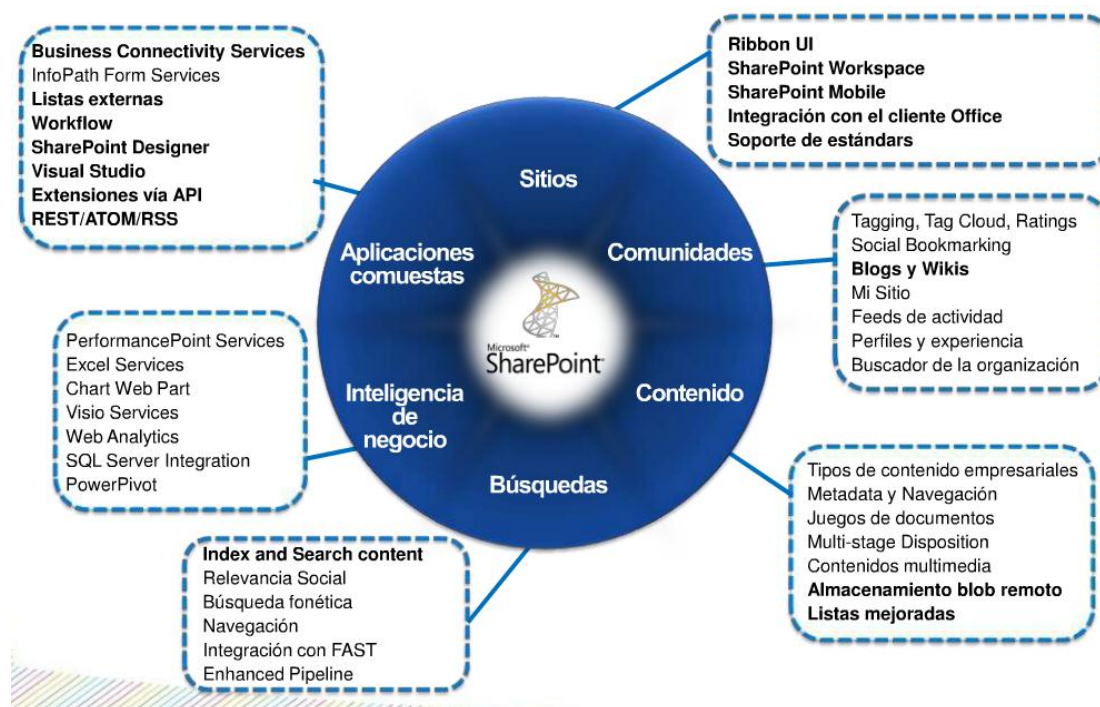 Business Connectivity Services
InfoPath Form Services
Listas externas
Workflow
SharePoint Designer
Visual Studio
Extensiones vía API
REST/ATOM/RSS
Ribbon UI
SharePoint Workspace
SharePoint Mobile
Integración con el cliente Office
Soporte de estándars
Sitios
Aplicaciones
comuestas
Comunidades
Tagging, Tag Cloud, Ratings
Social Bookmarking
Blogs y Wikis
Mi Sitio
Feeds de actividad
Perfiles y experiencia
Buscador de la organización
Microsoft®
SharePoint®
PerformancePoint Services
Excel Services
Chart Web Part
Visio Services
Web Analytics
SQL Server Integration
PowerPivot
Inteligencia
de
negocio
Contenido
Búsquedas
Tipos de contenido empresariales
Metadata y Navegación
Juegos de documentos
Multi-stage Disposition
Contenidos multimedia
Almacenamiento blob remoto
Listas mejoradas
Index and Search content
Relevancia Social
Búsqueda fonética
Navegación
Integración con FAST
Enhanced Pipeline